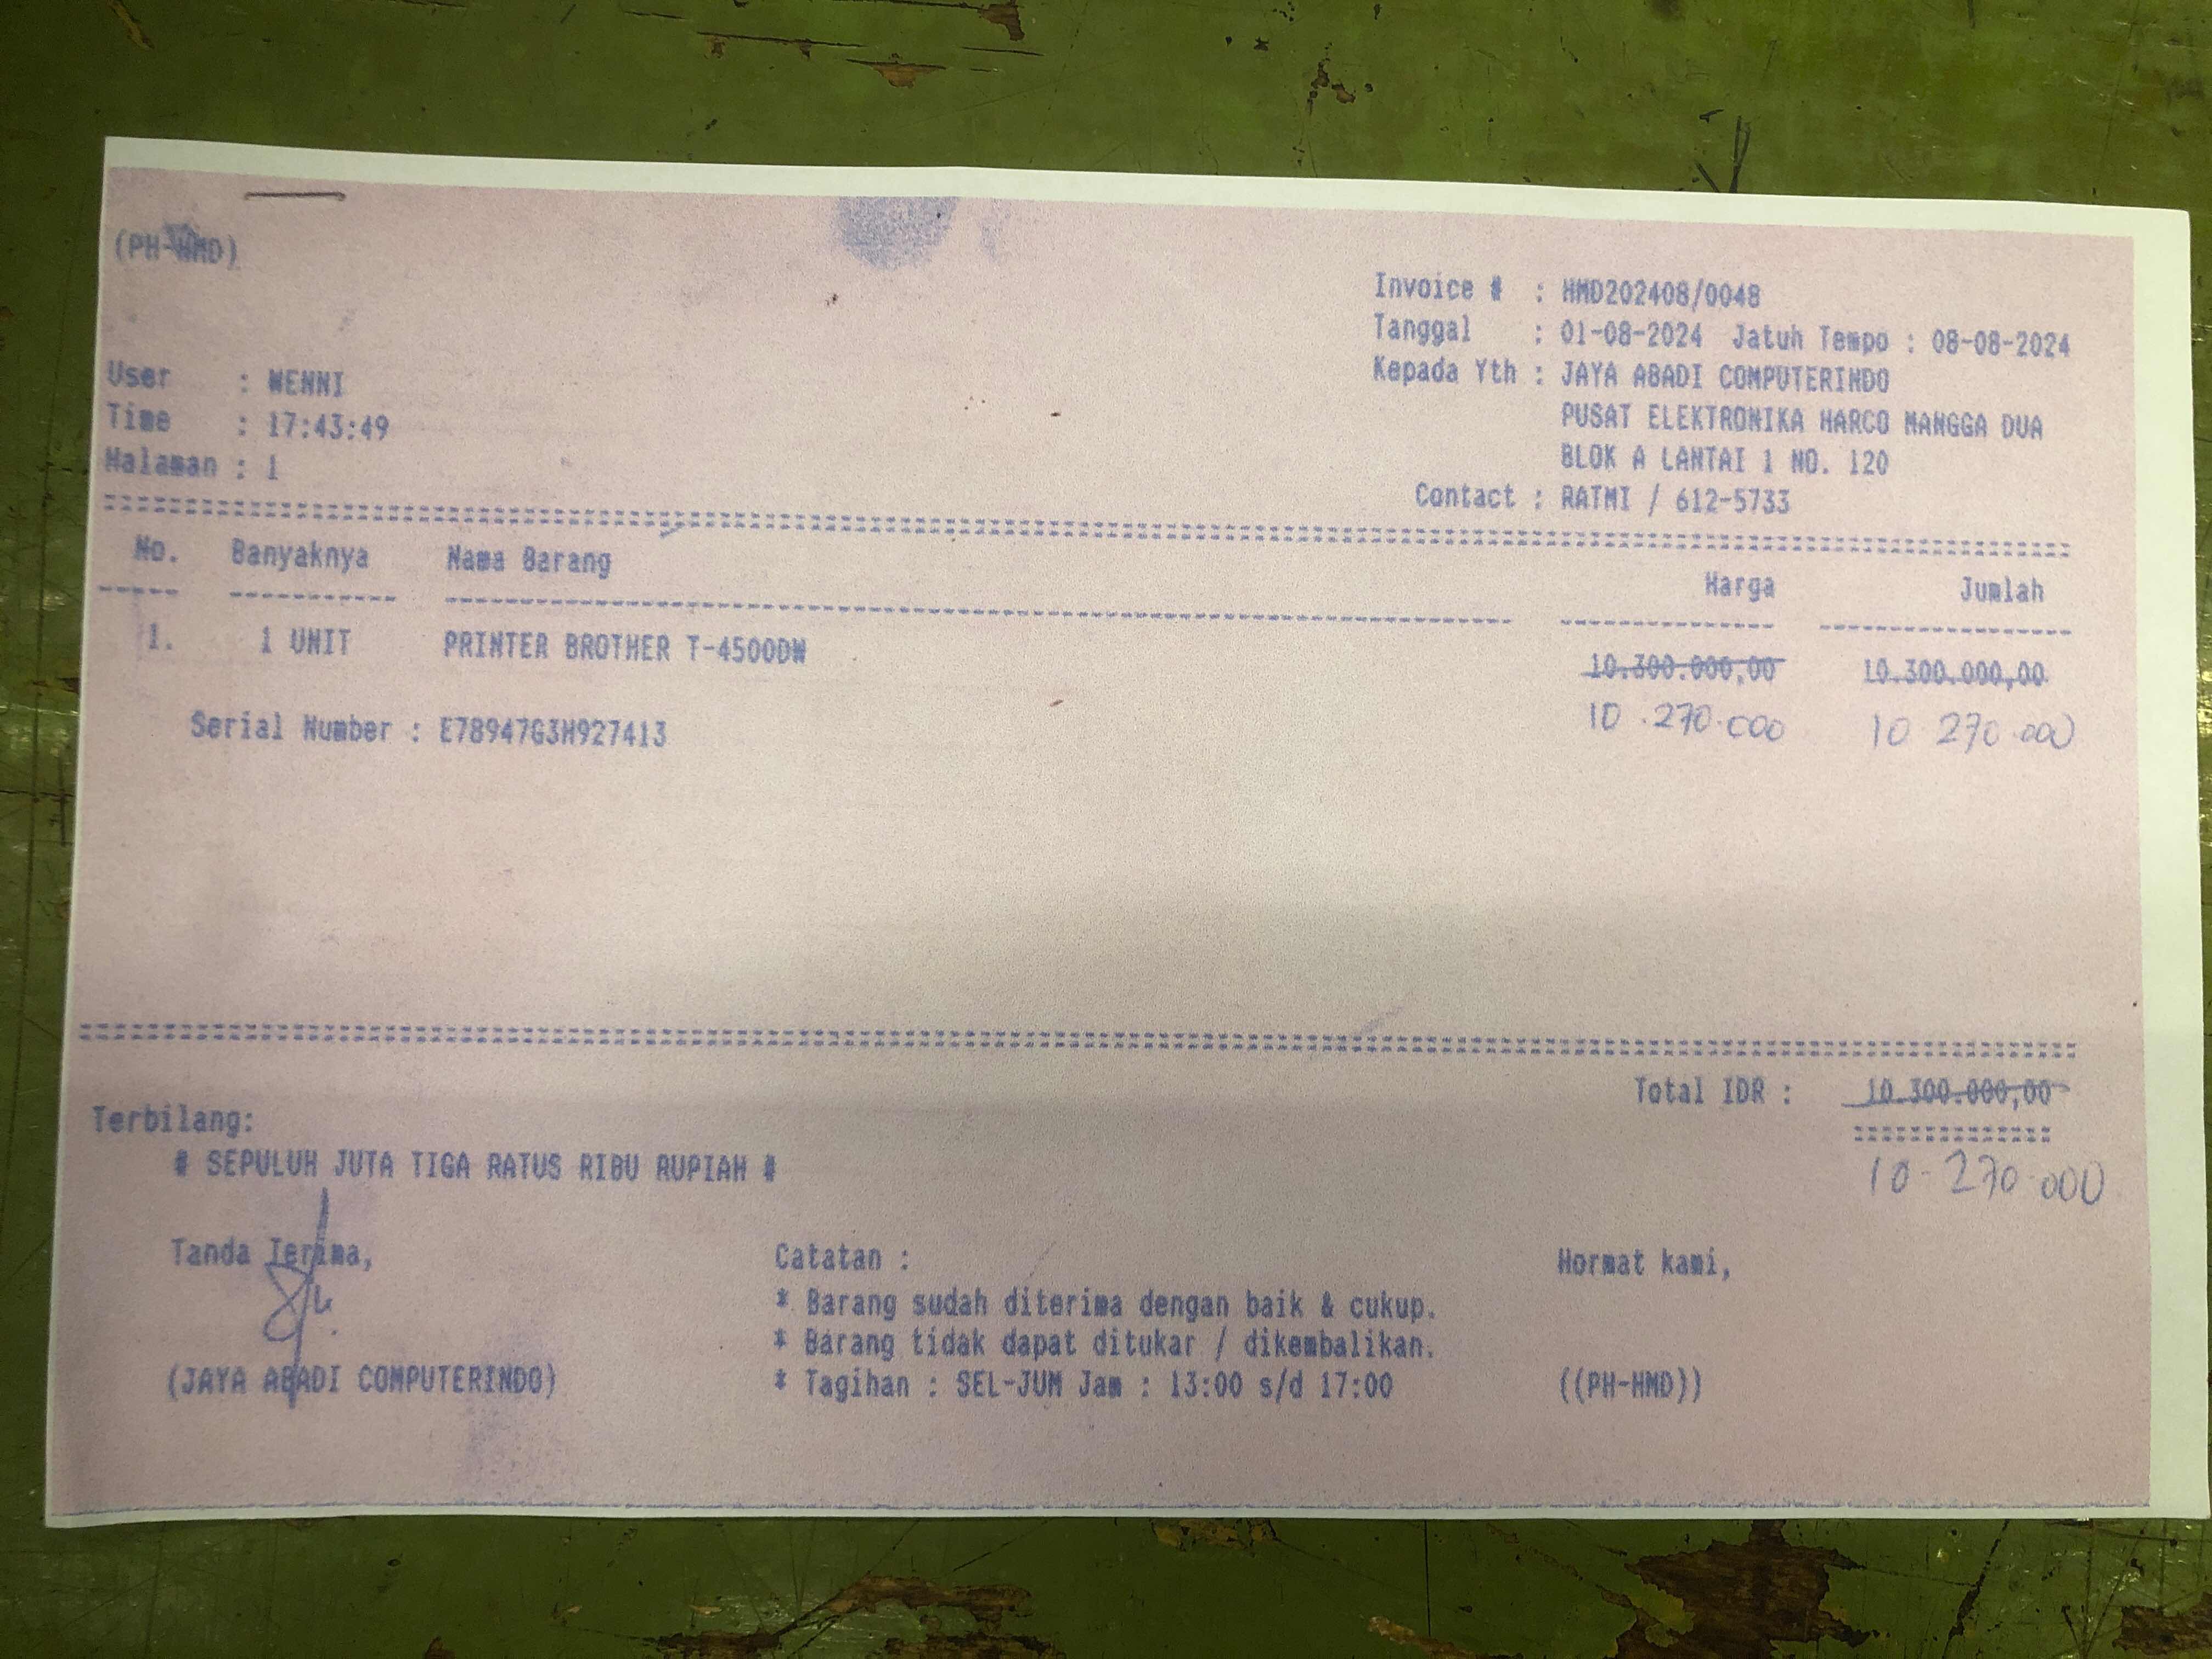 (PH-HMD)
Invoice # : HMD202408/0048
Tanggal : 01-08-2024 Jatuh Tempo : 08-08-2024
Kepada Yth : JAYA ABADI COMPUTERINDO
PUSAT ELEKTRONIKA HARCO MANGGA DUA
BLOK A LANTAI 1 NO. 120
Contact : RATMI / 612-5733
User : WENNI
Time : 17:43:49
Halaman : 1
No. Banyaknya Nama Barang Harga Jumlah
1. 1 UNIT PRINTER BROTHER T-4500DW 10.300.000,00 10.300.000,00
10.270.000 10 270.000
Serial Number : E78947G3H927413
Total IDR : 10.300.000,00
10-270.000
Terbilang:
# SEPULUH JUTA TIGA RATUS RIBU RUPIAH #
Tanda Terima,
(JAYA ABADI COMPUTERINDO)
Catatan :
* Barang sudah diterima dengan baik & cukup.
* Barang tidak dapat ditukar / dikembalikan.
* Tagihan : SEL-JUM Jam : 13:00 s/d 17:00
Hormat kami,
((PH-HMD))